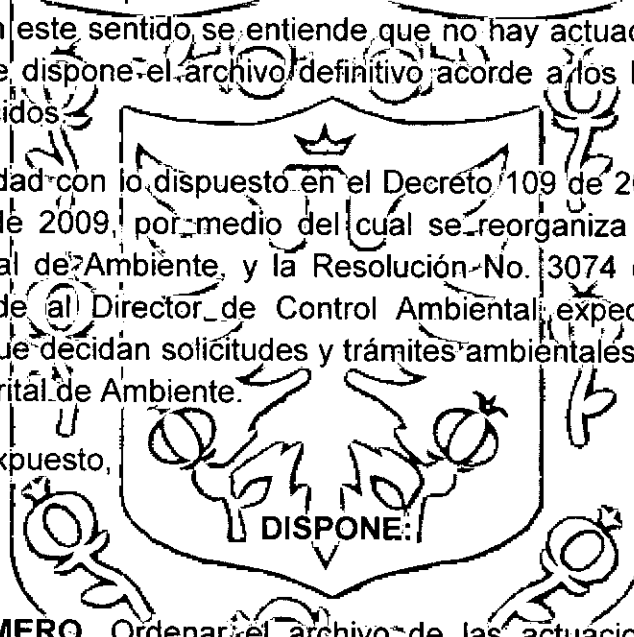 este sentido se entiende que no hay actuac
dispone el archivo definitivo acorde a los
cidos
dad con lo dispuesto en el Decreto 109 de 2
de 2009, por medio del cual se reorganiza
al de Ambiente, y la Resolución No. 3074
de al Director de Control Ambiental expec
ue decidan solicitudes y trámites ambientales
rital de Ambiente.
xpuesto,
DISPONE:
MERO. Ordenar el archivo de las actuacio